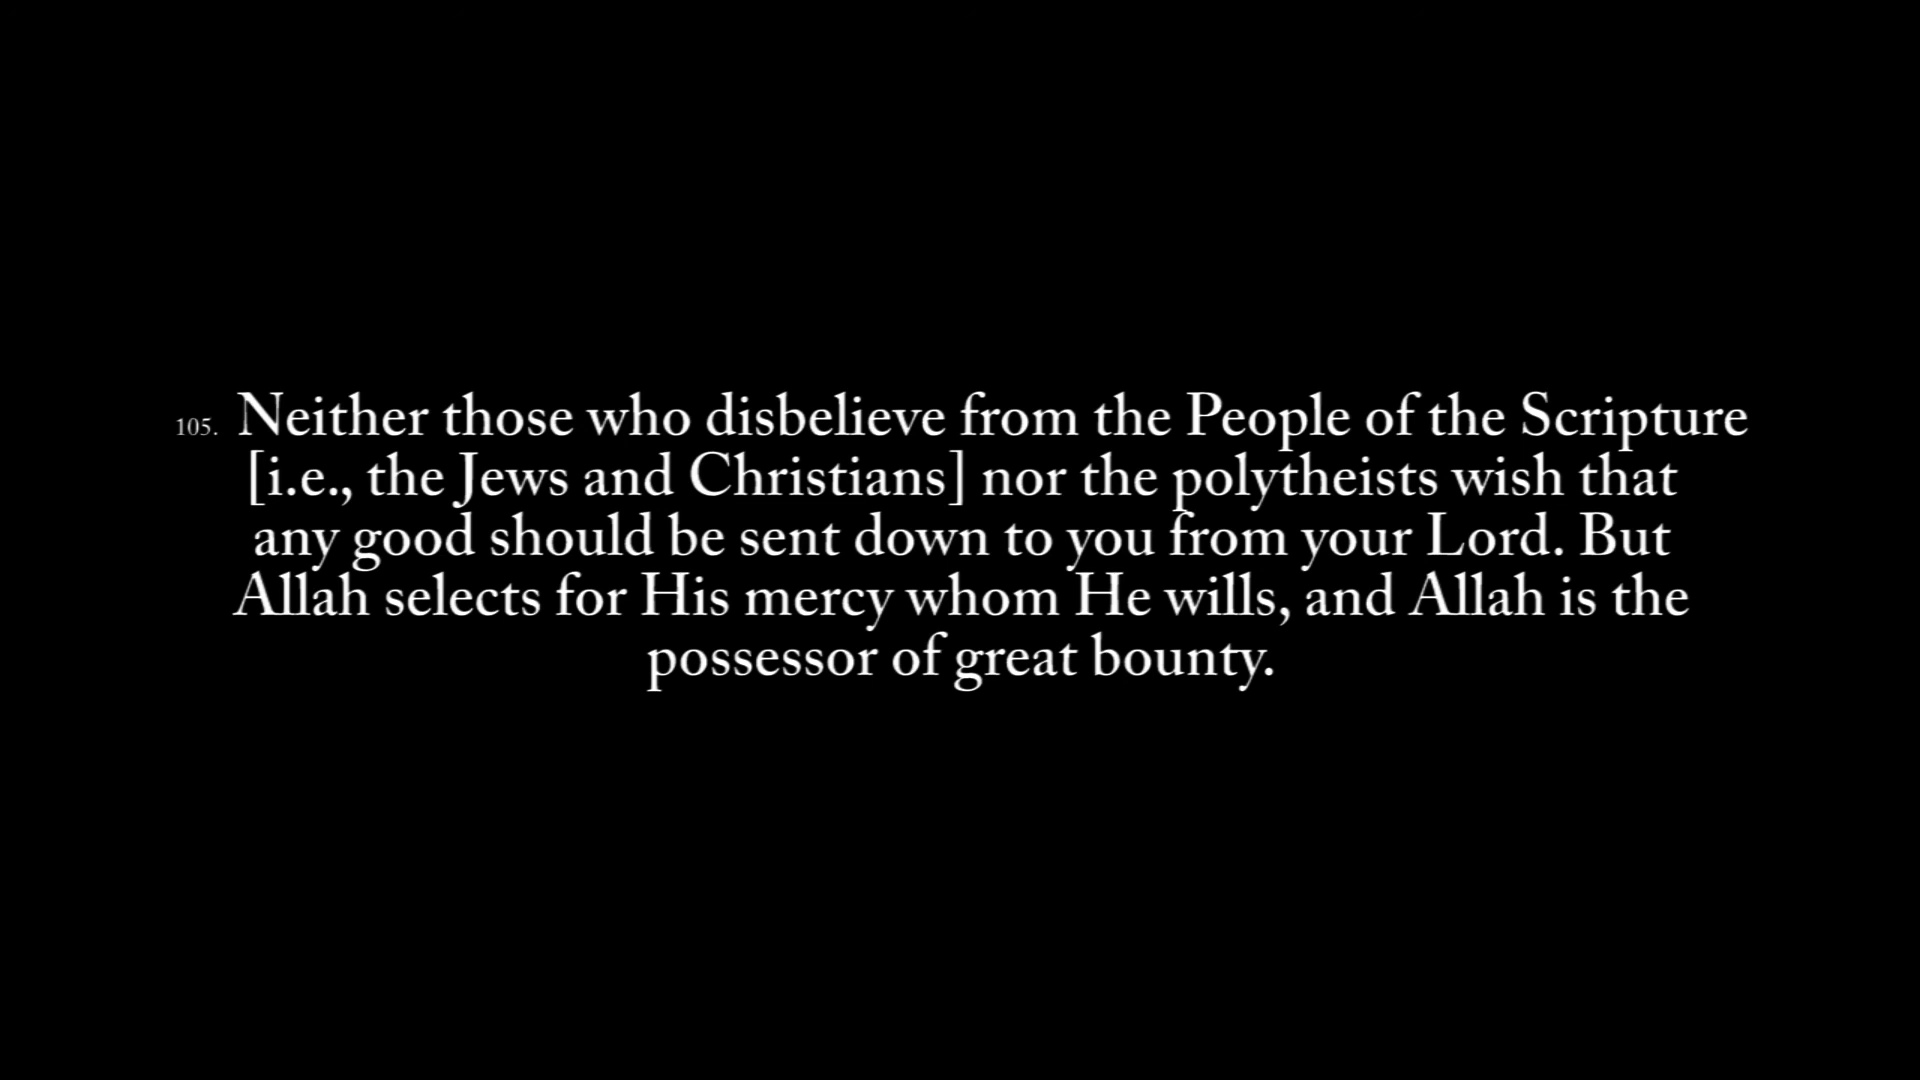 105. Neither those who disbelieve from the People of the Scripture
[i.e., the Jews and Christians] nor the polytheists wish that
any good should be sent down to you from your Lord. But
Allah selects for His mercy whom He wills, and Allah is the
possessor of great bounty.